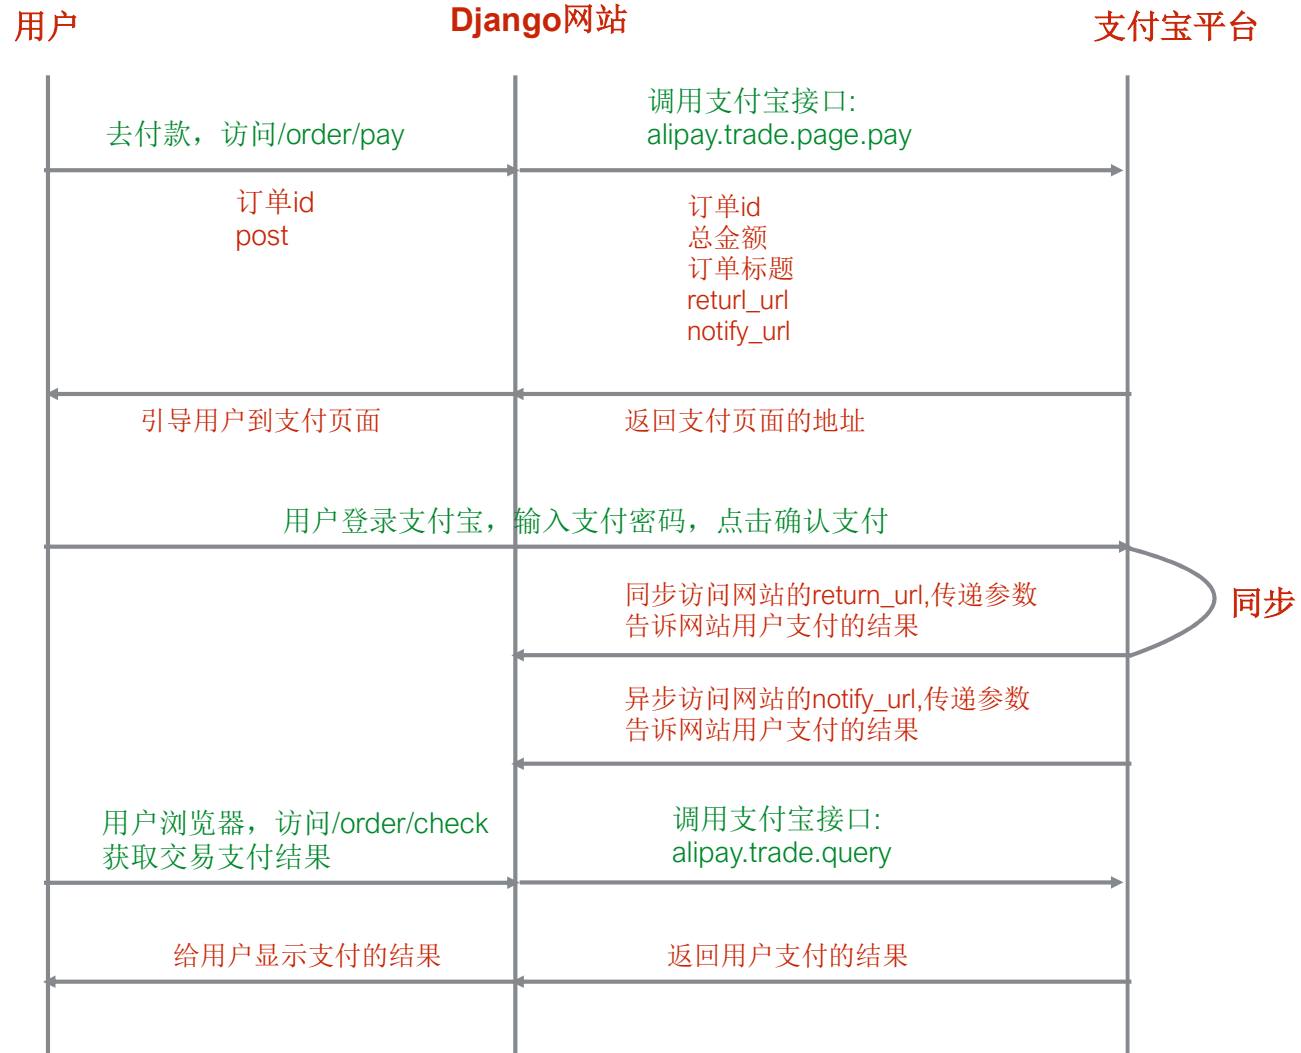 用户
Django网站
支付宝平台
去付款，访问/order/pay
调用支付宝接口:
alipay.trade.page.pay
订单id
post
订单id
总金额
订单标题
returl_url
notify_url
引导用户到支付页面
返回支付页面的地址
用户登录支付宝，输入支付密码，点击确认支付
同步访问网站的return_url,传递参数
告诉网站用户支付的结果
同步
异步访问网站的notify_url,传递参数
告诉网站用户支付的结果
用户浏览器，访问/order/check
获取交易支付结果
调用支付宝接口:
alipay.trade.query
给用户显示支付的结果
返回用户支付的结果